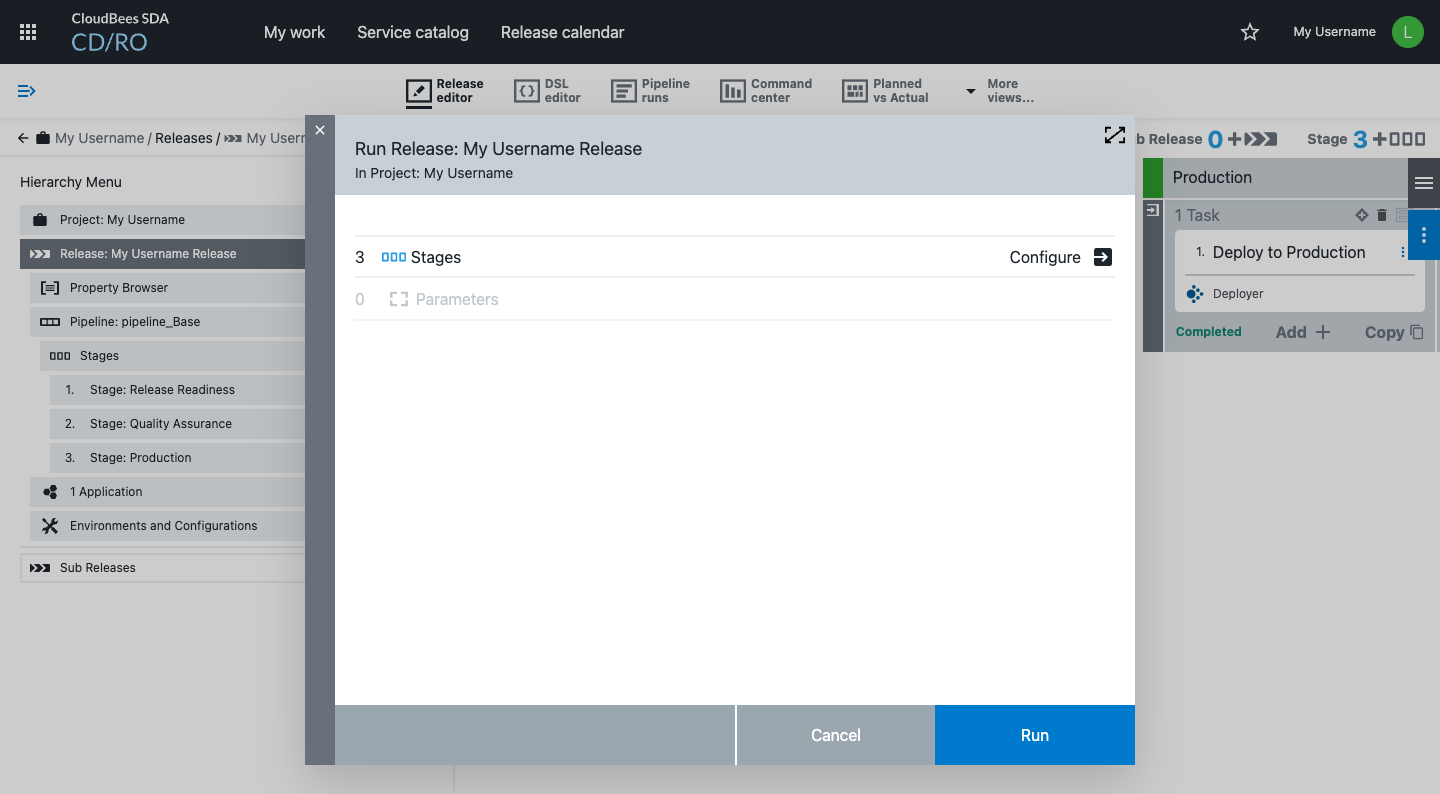 CloudBees SDA
CD/RO
My work
Service catalog
Release calendar
My Username
L
Release
editor
DSL
editor
Pipeline
runs
Command
center
Planned
vs Actual
More
views...
My Username / Releases / My Usern
b Release 0
Stage 3
Hierarchy Menu
Project: My Username
Release: My Username Release
Property Browser
Pipeline: pipeline_Base
Stages
1. Stage: Release Readiness
2. Stage: Quality Assurance
3. Stage: Production
1 Application
Environments and Configurations
Sub Releases
Run Release: My Username Release
In Project: My Username
3 Stages
Configure
0 Parameters
Cancel
Run
Production
1 Task
1. Deploy to Production
Deployer
Completed
Add
Copy